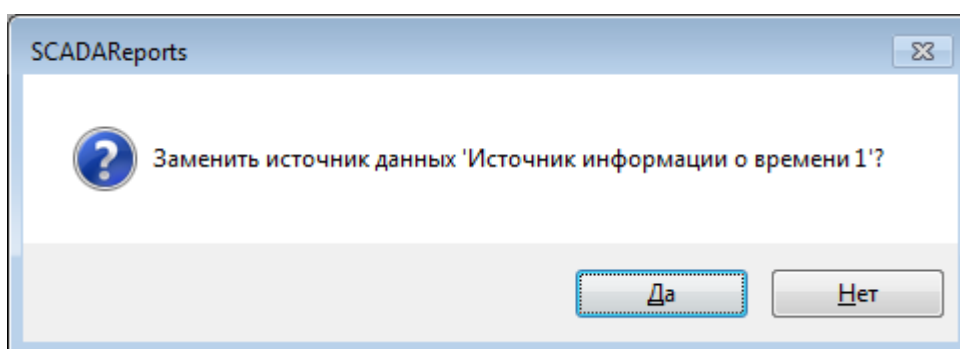 SCADAReports
Заменить источник данных 'Источник информации о времени 1'?
Да
Нет